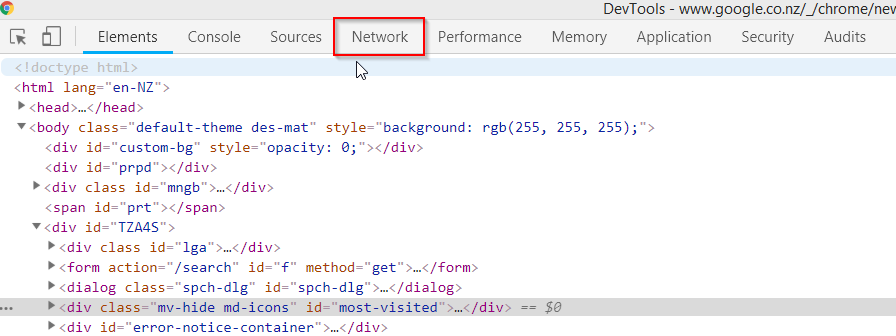 DevTools - www.google.co.nz/_/chrome/new
Elements Console Sources Network Performance Memory Application Security Audits
<!doctype html>
<html lang="en-NZ">
<head>…</head>
<body class="default-theme des-mat" style="background: rgb(255, 255, 255);">
<div id="custom-bg" style="opacity: 0;"></div>
<div id="prpd"></div>
<div class id="mngb">…</div>
<span id="prt"></span>
<div id="TZA4S">
<div class id="lga">…</div>
<form action="/search" id="f" method="get">…</form>
<dialog class="spch-dlg" id="spch-dlg">…</dialog>
<div class="mv-hide md-icons" id="most-visited">…</div> == $0
<div id="error-notice-container">…</div>